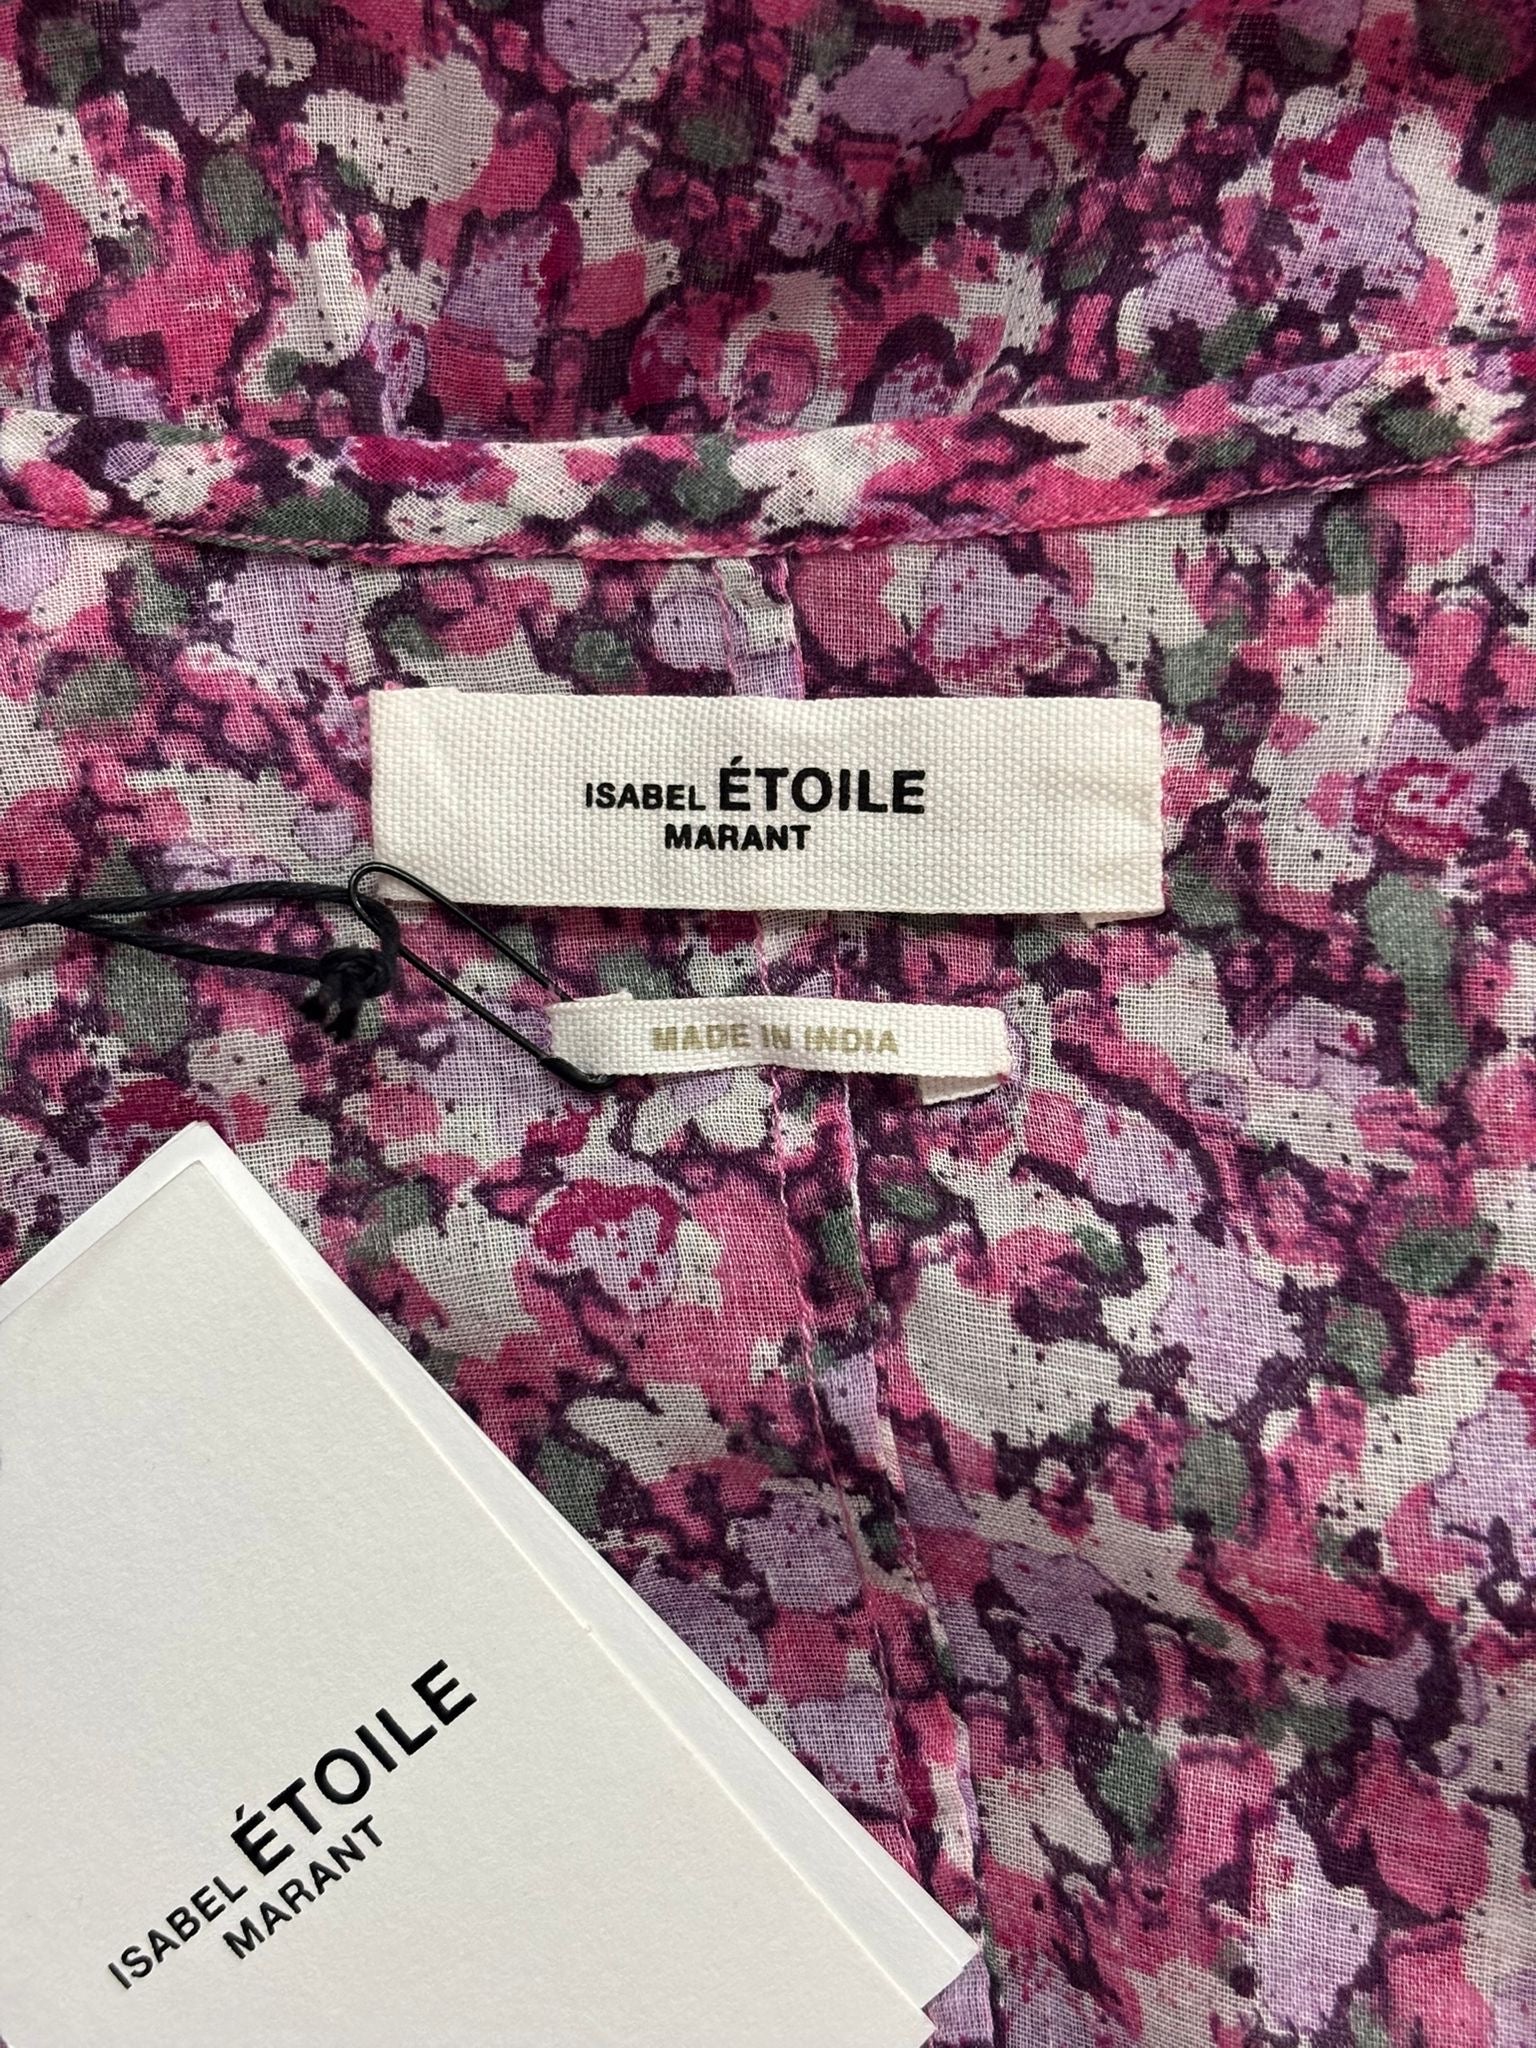 ISABEL ÉTOILE
MARANT
MADE IN INDIA
ISABEL ÉTOILE
MARANT